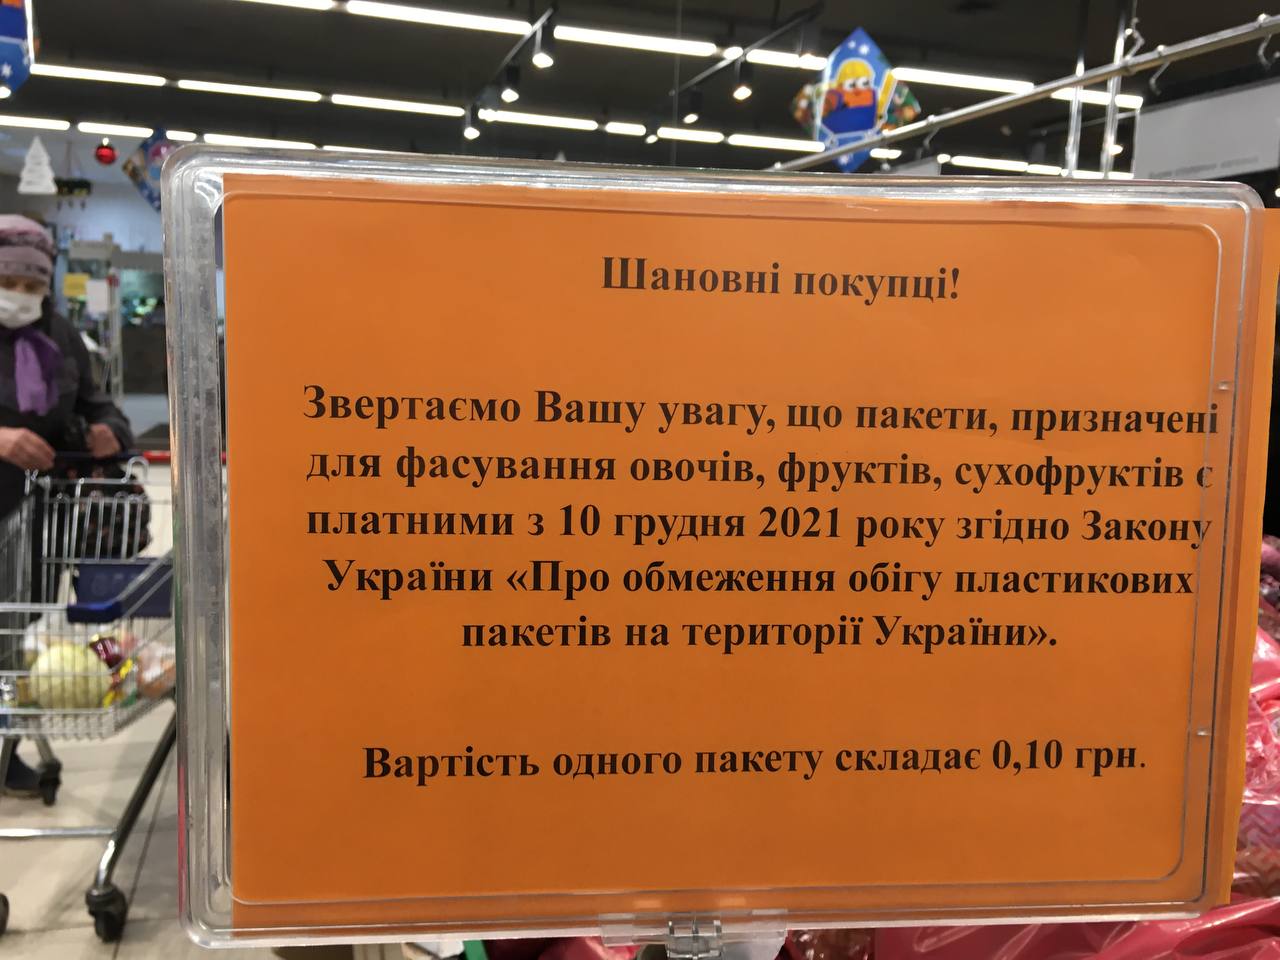 Шановні покупці!
Звертаємо Вашу увагу, що пакети, призначені
для фасування овочів, фруктів, сухофруктів є
платними з 10 грудня 2021 року згідно Закону
України «Про обмеження обігу пластикових
пакетів на території України».
Вартість одного пакету складає 0,10 грн.